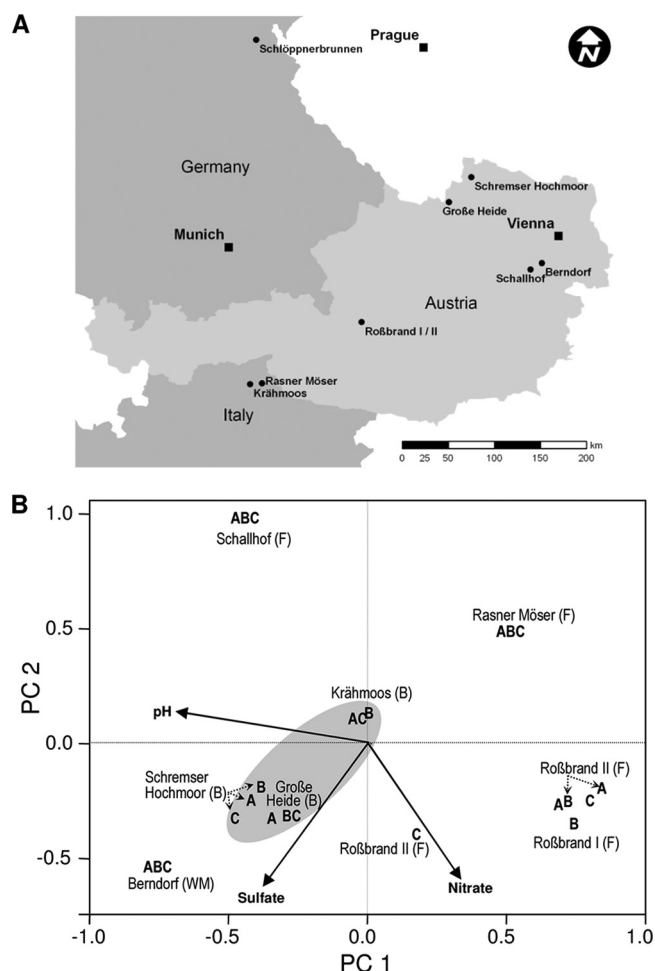 A
Prague
N
Schlöppnerbrunnen
Germany
Schremser Hochmoor
Große Heide
Vienna
Munich
Berndorf
Schallhof
Austria
Roßbrand I / II
Rasner Möser
Krähmoos
Italy
km
0 25 50 100 150 200
B
1.0
ABC
Schallhof (F)
Rasner Möser (F)
ABC
0.5
PC 2
Krähmoos (B)
B
AC
pH
0.0
Schremser
Hochmoor (B)
B
A
C
Große
Heide (B)
A
BC
Roßbrand II (F)
A
A B C
B
Roßbrand I (F)
C
Roßbrand II (F)
-0.5
ABC
Berndorf (WM)
Sulfate
Nitrate
-1.0 -0.5 0.0 0.5 1.0
PC 1